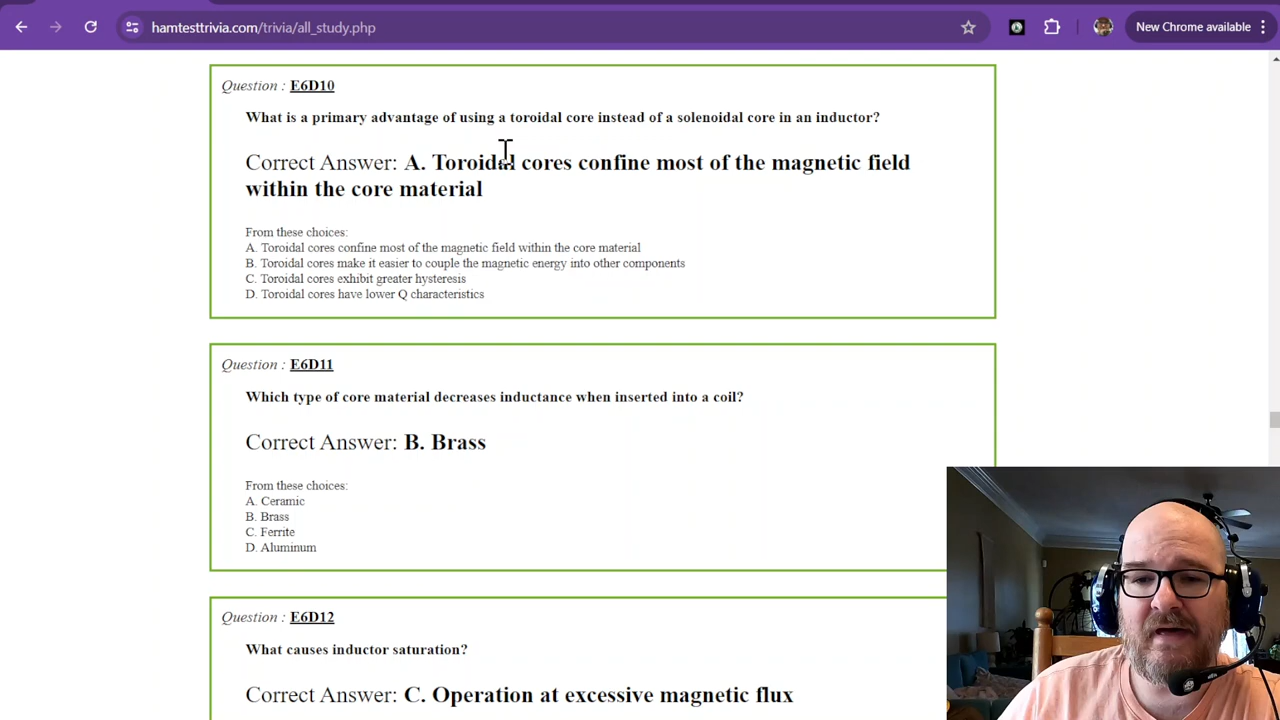 hamtesttrivia.com/trivia/all_study.php
New Chrome available
Question : E6D10
What is a primary advantage of using a toroidal core instead of a solenoidal core in an inductor?
Correct Answer: A. Toroidal cores confine most of the magnetic field
within the core material
From these choices:
A. Toroidal cores confine most of the magnetic field within the core material
B. Toroidal cores make it easier to couple the magnetic energy into other components
C. Toroidal cores exhibit greater hysteresis
D. Toroidal cores have lower Q characteristics
Question : E6D11
Which type of core material decreases inductance when inserted into a coil?
Correct Answer: B. Brass
From these choices:
A. Ceramic
B. Brass
C. Ferrite
D. Aluminum
Question : E6D12
What causes inductor saturation?
Correct Answer: C. Operation at excessive magnetic flux